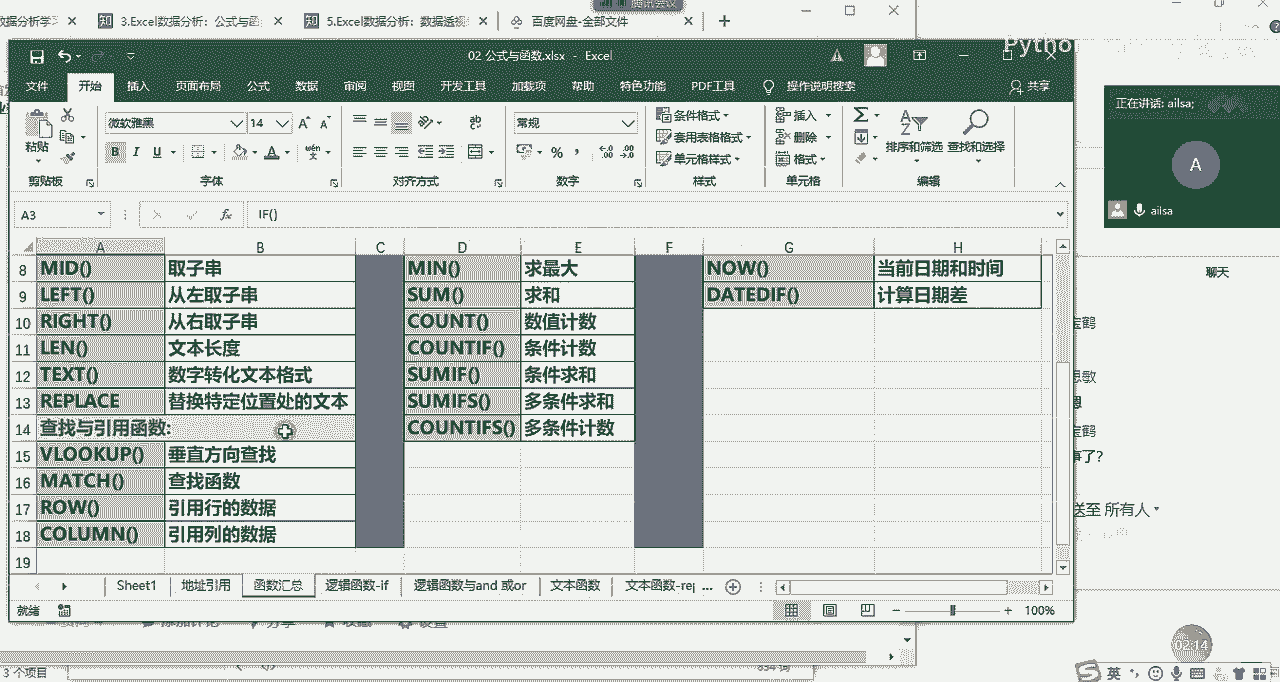 3.Excel数据分析：公式与函
5.Excel数据分析：数据透视
百度网盘-全部文件
腾讯会议
02 公式与函数.xlsx - Excel
文件 开始 插入 页面布局 公式 数据 审阅 视图 开发工具 加载项 帮助 特色功能 PDF工具 操作说明搜索 共享
粘贴
微软雅黑 14
常规
条件格式
套用表格格式
单元格样式
插入
删除
格式
排序和筛选 查找和选择
剪贴板 字体 对齐方式 数字 样式 单元格 编辑
A3 fx IF()
A B C D E F G H
8 MID() 取子串 MIN() 求最大 NOW() 当前日期和时间
9 LEFT() 从左取子串 SUM() 求和 DATEDIF() 计算日期差
10 RIGHT() 从右取子串 COUNT() 数值计数
11 LEN() 文本长度 COUNTIF() 条件计数
12 TEXT() 数字转化文本格式 SUMIF() 条件求和
13 REPLACE 替换特定位置处的文本 SUMIFS() 多条件求和
14 查找与引用函数: COUNTIFS() 多条件计数
15 VLOOKUP() 垂直方向查找
16 MATCH() 查找函数
17 ROW() 引用行的数据
18 COLUMN() 引用列的数据
19
Sheet1 地址引用 函数汇总 逻辑函数-if 逻辑函数与and 或or 文本函数 文本函数-rep ...
就绪 100%
正在讲话: ailsa;
A
ailsa
聊天
宝鹤
思敏
宝鹤
事了?
送至 所有人
02:14
3 个项目
英